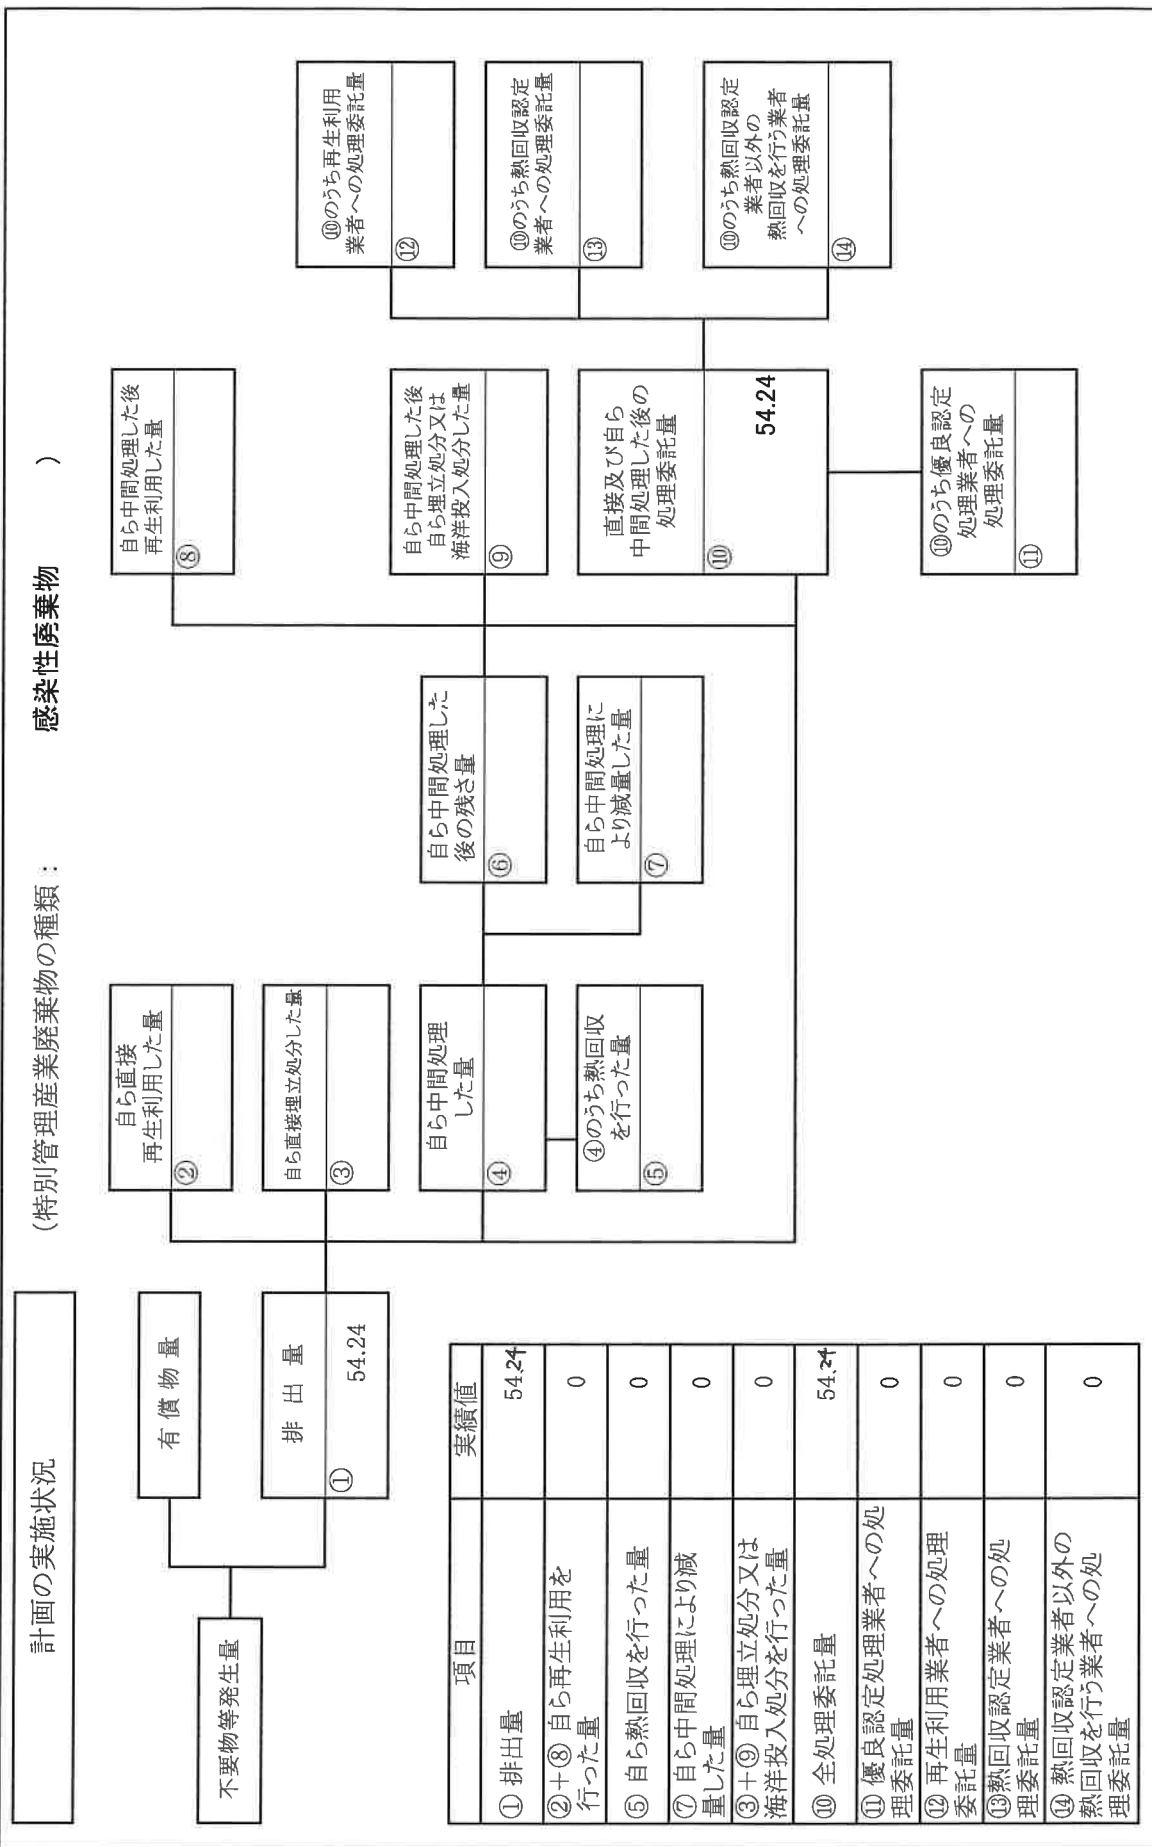 計画の実施状況
(特別管理産業廃棄物の種類： 感染性廃棄物 )
不要物等発生量
有償物量
排出量
①
54.24
自ら直接
再生利用した量
②
自ら直接埋立処分した量
③
自ら中間処理
した量
④
④のうち熱回収
を行った量
⑤
自ら中間処理した
後の残さ量
⑥
自ら中間処理に
より減量した量
⑦
自ら中間処理した後
再生利用した量
⑧
自ら中間処理した後
自ら埋立処分又は
海洋投入処分した量
⑨
直接及び自ら
中間処理した後の
処理委託量
⑩
54.24
⑩のうち優良認定
処理業者への
処理委託量
⑪
⑩のうち再生利用
業者への処理委託量
⑫
⑩のうち熱回収認定
業者への処理委託量
⑬
⑩のうち熱回収認定
業者以外の
熱回収を行う業者
への処理委託量
⑭
項目 実績値
① 排出量 54.24
②＋⑧ 自ら再生利用を
行った量 0
⑤ 自ら熱回収を行った量 0
⑦ 自ら中間処理により減
量した量 0
③＋⑨ 自ら埋立処分又は
海洋投入処分を行った量 0
⑩ 全処理委託量 54.24
⑪ 優良認定処理業者への処
理委託量 0
⑫ 再生利用業者への処理
委託量 0
⑬熱回収認定業者への処
理委託量 0
⑭ 熱回収認定業者以外の
熱回収を行う業者への処
理委託量 0